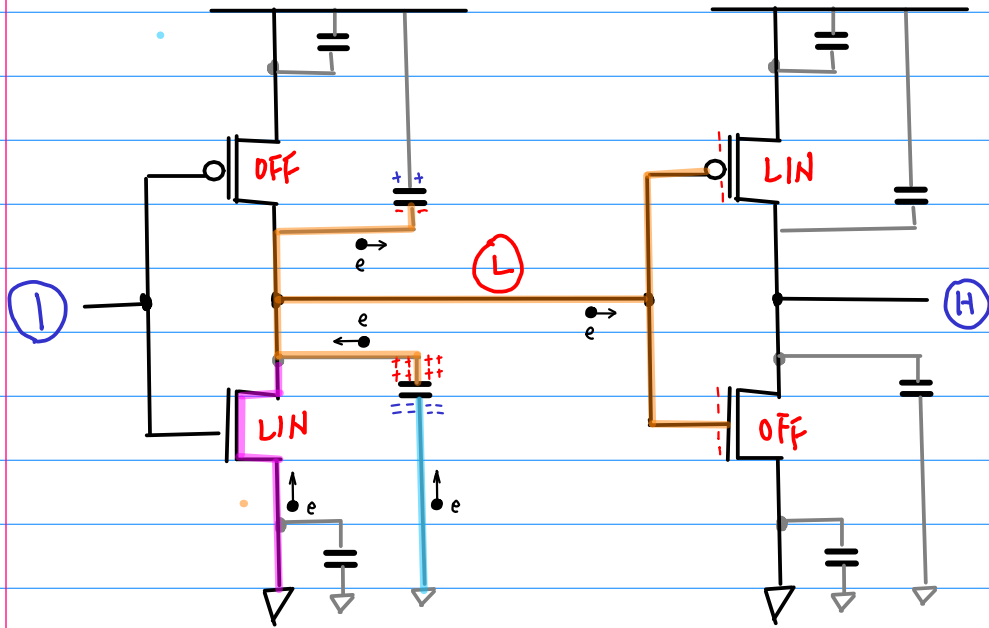 OFF
LIN
+ +
- -
e
L
1
H
e
e
++ ++
++ ++
-- --
-- --
LIN
OFF
e
e